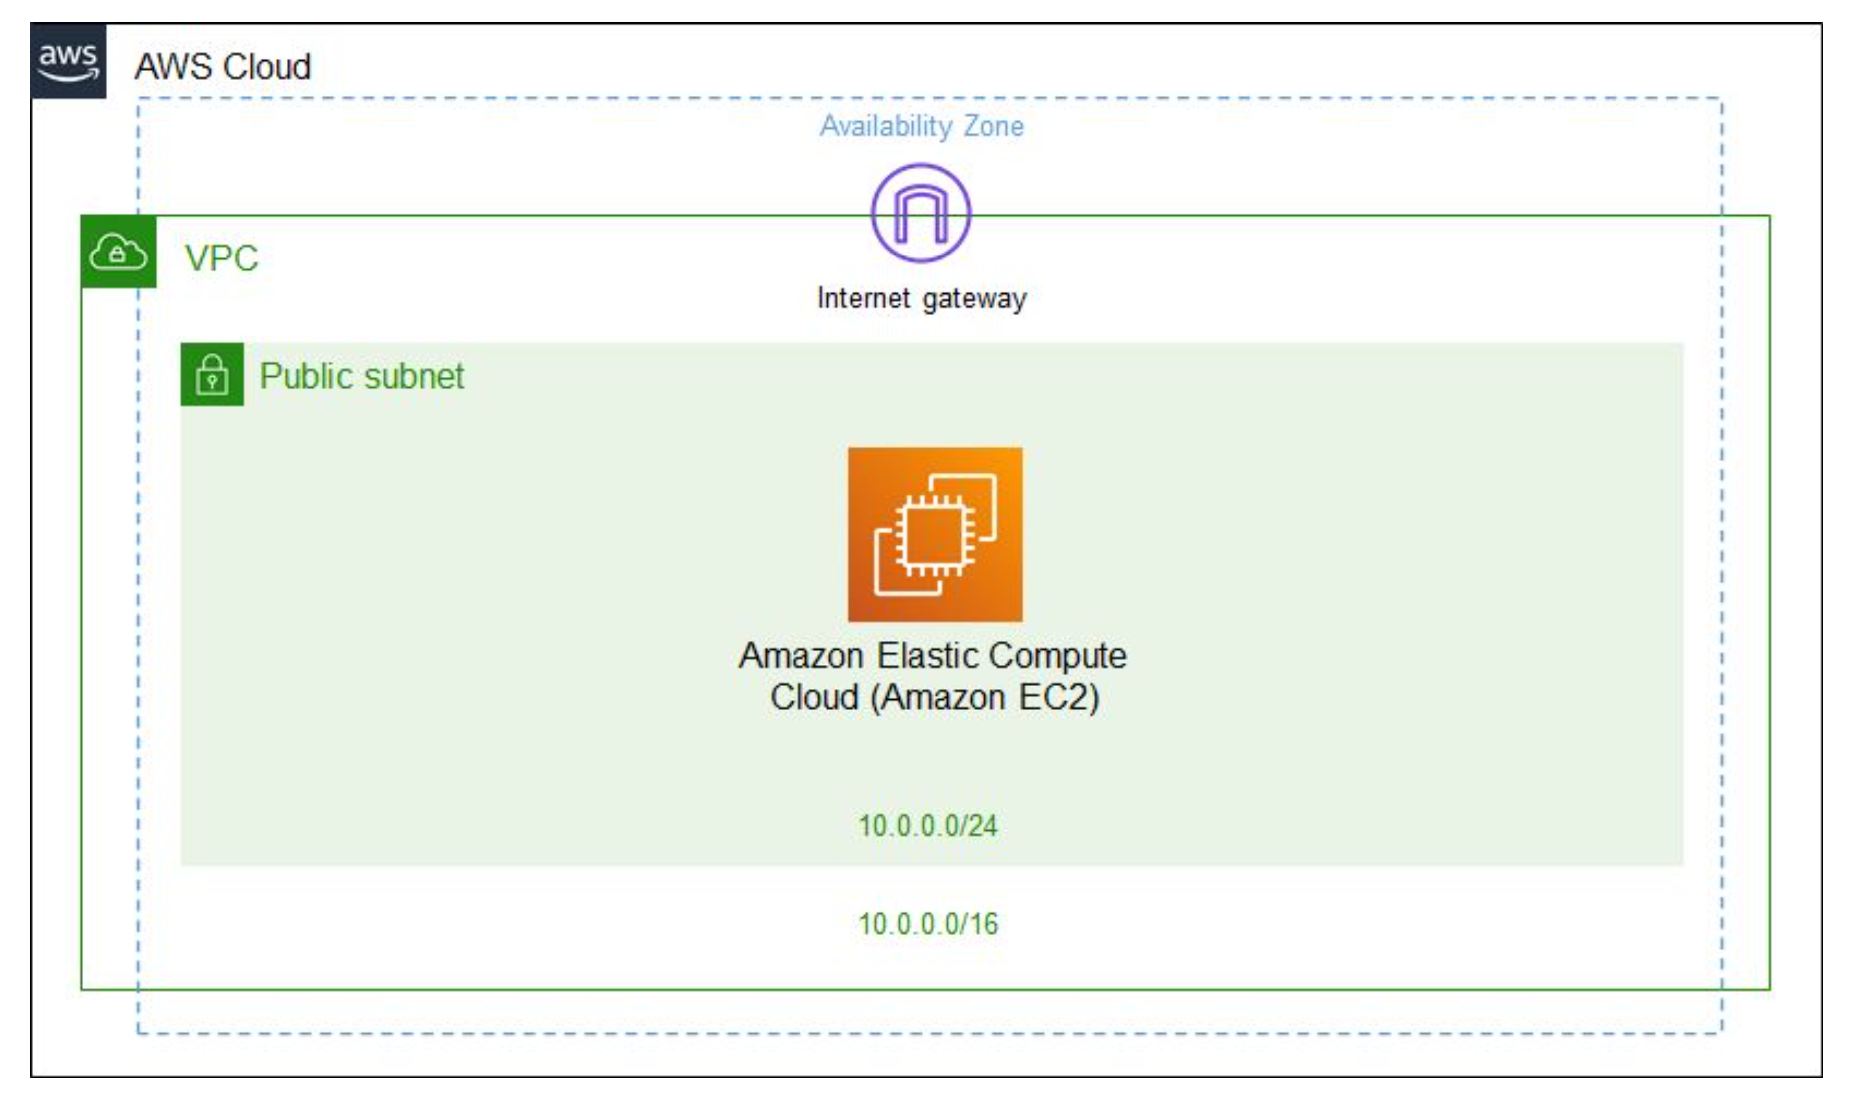 aws
AWS Cloud
Availability Zone
VPC
Internet gateway
Public subnet
Amazon Elastic Compute
Cloud (Amazon EC2)
10.0.0.0/24
10.0.0.0/16